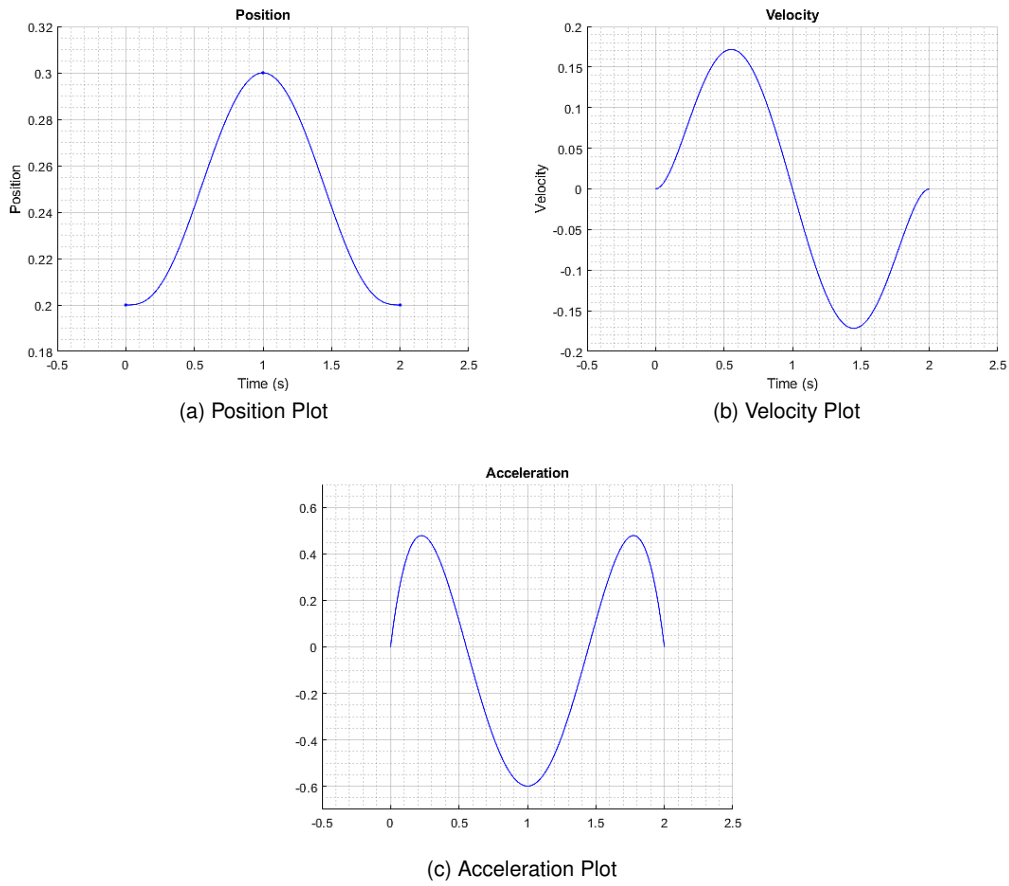 Position
0.32
0.3
0.28
0.26
0.24
0.22
0.2
0.18
Position
-0.5 0 0.5 1 1.5 2 2.5
Time (s)
(a) Position Plot
Velocity
0.2
0.15
0.1
0.05
0
-0.05
-0.1
-0.15
-0.2
Velocity
-0.5 0 0.5 1 1.5 2 2.5
Time (s)
(b) Velocity Plot
Acceleration
0.6
0.4
0.2
0
-0.2
-0.4
-0.6
-0.5 0 0.5 1 1.5 2 2.5
(c) Acceleration Plot